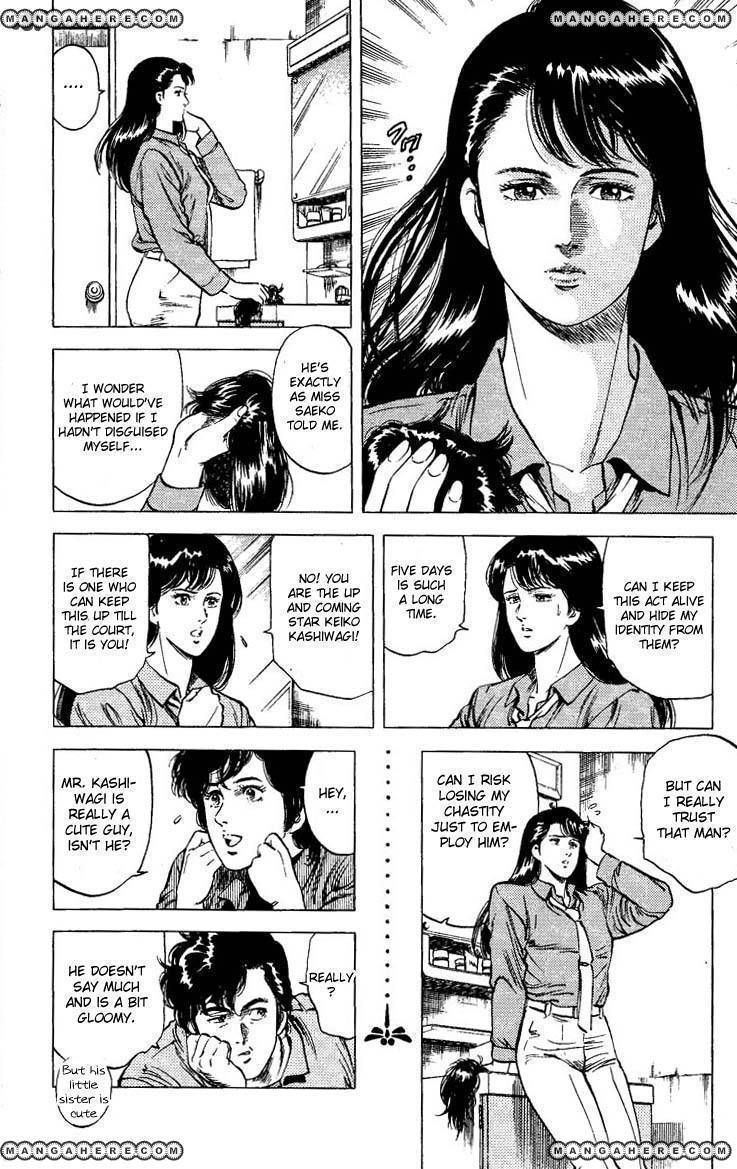 MANGAHERE.COM
MANGAHERE.COM
クッ
....
HE'S
EXACTLY
AS MISS
SAEKO
TOLD ME.
I WONDER
WHAT WOULD'VE
HAPPENED IF I
HADN'T DISGUISED
MYSELF...
CAN I KEEP
THIS ACT ALIVE
AND HIDE MY
IDENTITY FROM
THEM?
FIVE DAYS
IS SUCH
A LONG
TIME.
NO! YOU
ARE THE UP
AND COMING
STAR KEIKO
KASHIWAGI!
IF THERE
IS ONE WHO
CAN KEEP
THIS UP TILL
THE COURT,
IT IS YOU!
BUT CAN
I REALLY
TRUST
THAT MAN?
CAN I RISK
LOSING MY
CHASTITY
JUST TO EM-
PLOY HIM?
HEY,
...
MR. KASHI-
WAGI IS
REALLY A
CUTE GUY,
ISN'T HE?
REALLY
?
HE DOESN'T
SAY MUCH
AND IS A BIT
GLOOMY.
But his
little
sister is
cute
MANGAHERE.COM
MANGAHERE.COM